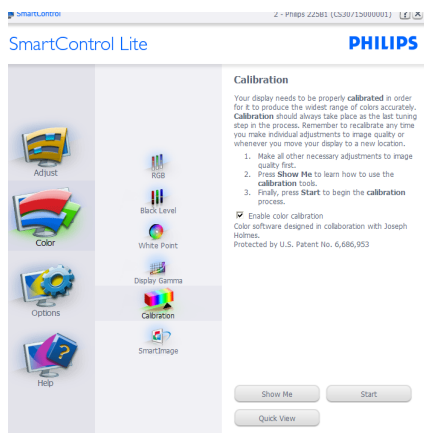 SmartControl
2 - Philips 225B1 (CS30715000001)
SmartControl Lite
PHILIPS
Adjust
Color
Options
Help
RGB
Black Level
White Point
Display Gamma
Calibration
SmartImage
Calibration
Your display needs to be properly calibrated in order
for it to produce the widest range of colors accurately.
Calibration should always take place as the last tuning
step in the process. Remember to recalibrate any time
you make individual adjustments to image quality or
whenever you move your display to a new location.
1. Make all other necessary adjustments to image
quality first.
2. Press Show Me to learn how to use the
calibration tools.
3. Finally, press Start to begin the calibration
process.
Enable color calibration
Color software designed in collaboration with Joseph
Holmes.
Protected by U.S. Patent No. 6,686,953
Show Me
Start
Quick View